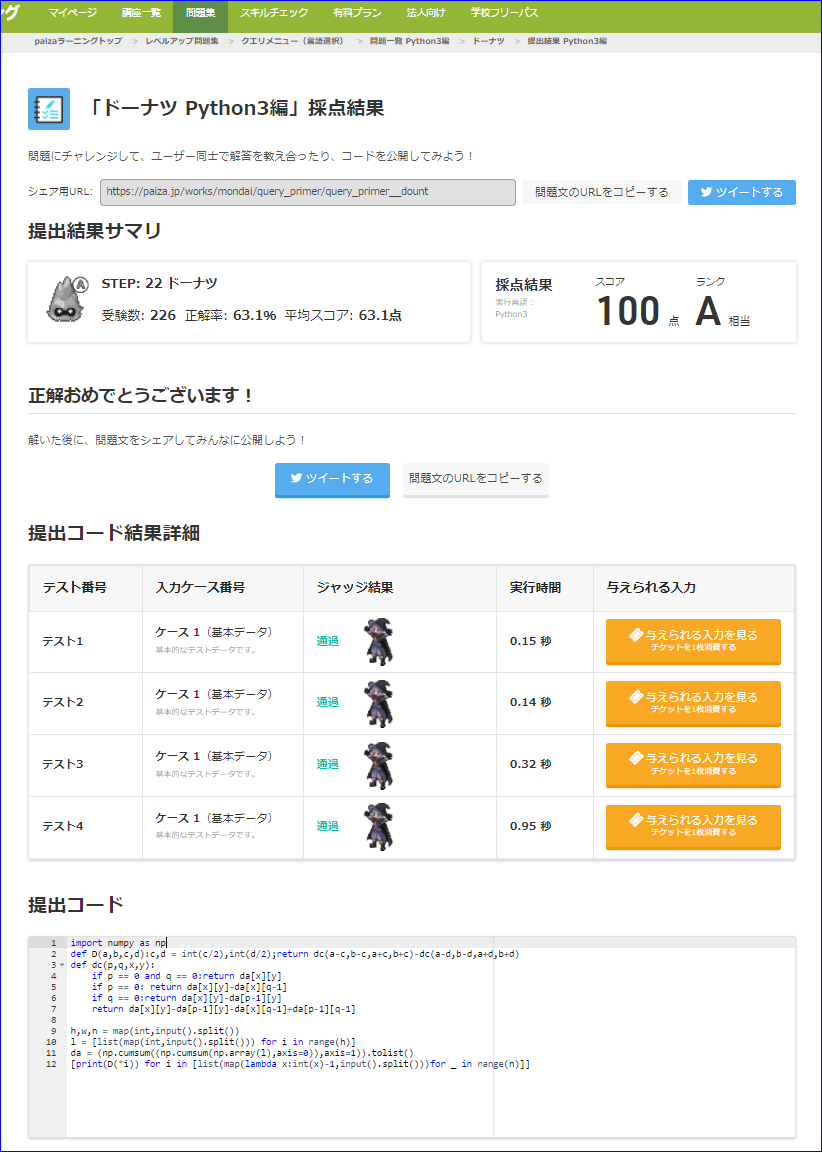 グ マイページ 講座一覧 問題集 スキルチェック 有料プラン 法人向け 学校フリーパス
paizaラーニングトップ > レベルアップ問題集 > クエリメニュー（言語選択） > 問題一覧 Python3編 > ドーナツ > 提出結果 Python3編
「ドーナツ Python3編」採点結果
問題にチャレンジして、ユーザー同士で解答を教え合ったり、コードを公開してみよう！
シェア用URL: https://paiza.jp/works/mondai/query_primer/query_primer__dount 問題文のURLをコピーする ツイートする
提出結果サマリ
A
STEP: 22 ドーナツ
受験数: 226 正解率: 63.1% 平均スコア: 63.1点
採点結果 スコア ランク
実行言語：
Python3
100 点 A 相当
正解おめでとうございます！
解いた後に、問題文をシェアしてみんなに公開しよう！
ツイートする 問題文のURLをコピーする
提出コード結果詳細
テスト番号 入力ケース番号 ジャッジ結果 実行時間 与えられる入力
テスト1 ケース 1（基本データ） 通過 0.15 秒 与えられる入力を見る
基本的なテストデータです。 チケットを1枚消費する
テスト2 ケース 1（基本データ） 通過 0.14 秒 与えられる入力を見る
基本的なテストデータです。 チケットを1枚消費する
テスト3 ケース 1（基本データ） 通過 0.32 秒 与えられる入力を見る
基本的なテストデータです。 チケットを1枚消費する
テスト4 ケース 1（基本データ） 通過 0.95 秒 与えられる入力を見る
基本的なテストデータです。 チケットを1枚消費する
提出コード
1 import numpy as np
2 def D(a,b,c,d):c,d = int(c/2),int(d/2);return dc(a-c,b-c,a+c,b+c)-dc(a-d,b-d,a+d,b+d)
3 def dc(p,q,x,y):
4     if p == 0 and q == 0:return da[x][y]
5     if p == 0: return da[x][y]-da[x][q-1]
6     if q == 0:return da[x][y]-da[p-1][y]
7     return da[x][y]-da[p-1][y]-da[x][q-1]+da[p-1][q-1]
8
9 h,w,n = map(int,input().split())
10 l = [list(map(int,input().split())) for i in range(h)]
11 da = (np.cumsum((np.cumsum(np.array(l),axis=0)),axis=1)).tolist()
12 [print(D(*i)) for i in [list(map(lambda x:int(x)-1,input().split()))for _ in range(n)]]